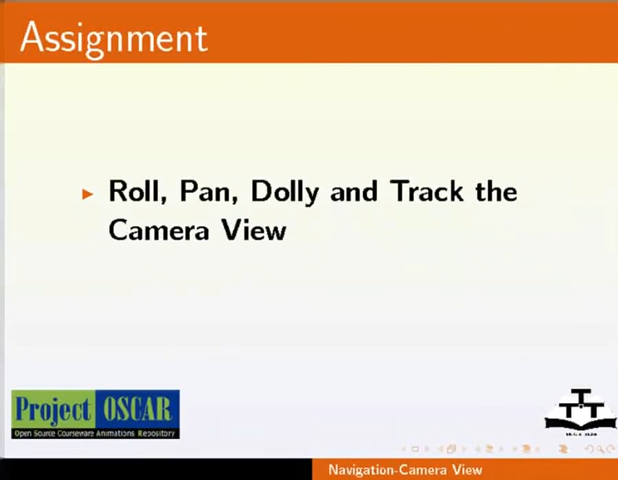 Assignment
Roll, Pan, Dolly and Track the
Camera View
Project OSCAR
Open Source Courseware Animations Repository
Navigation-Camera View